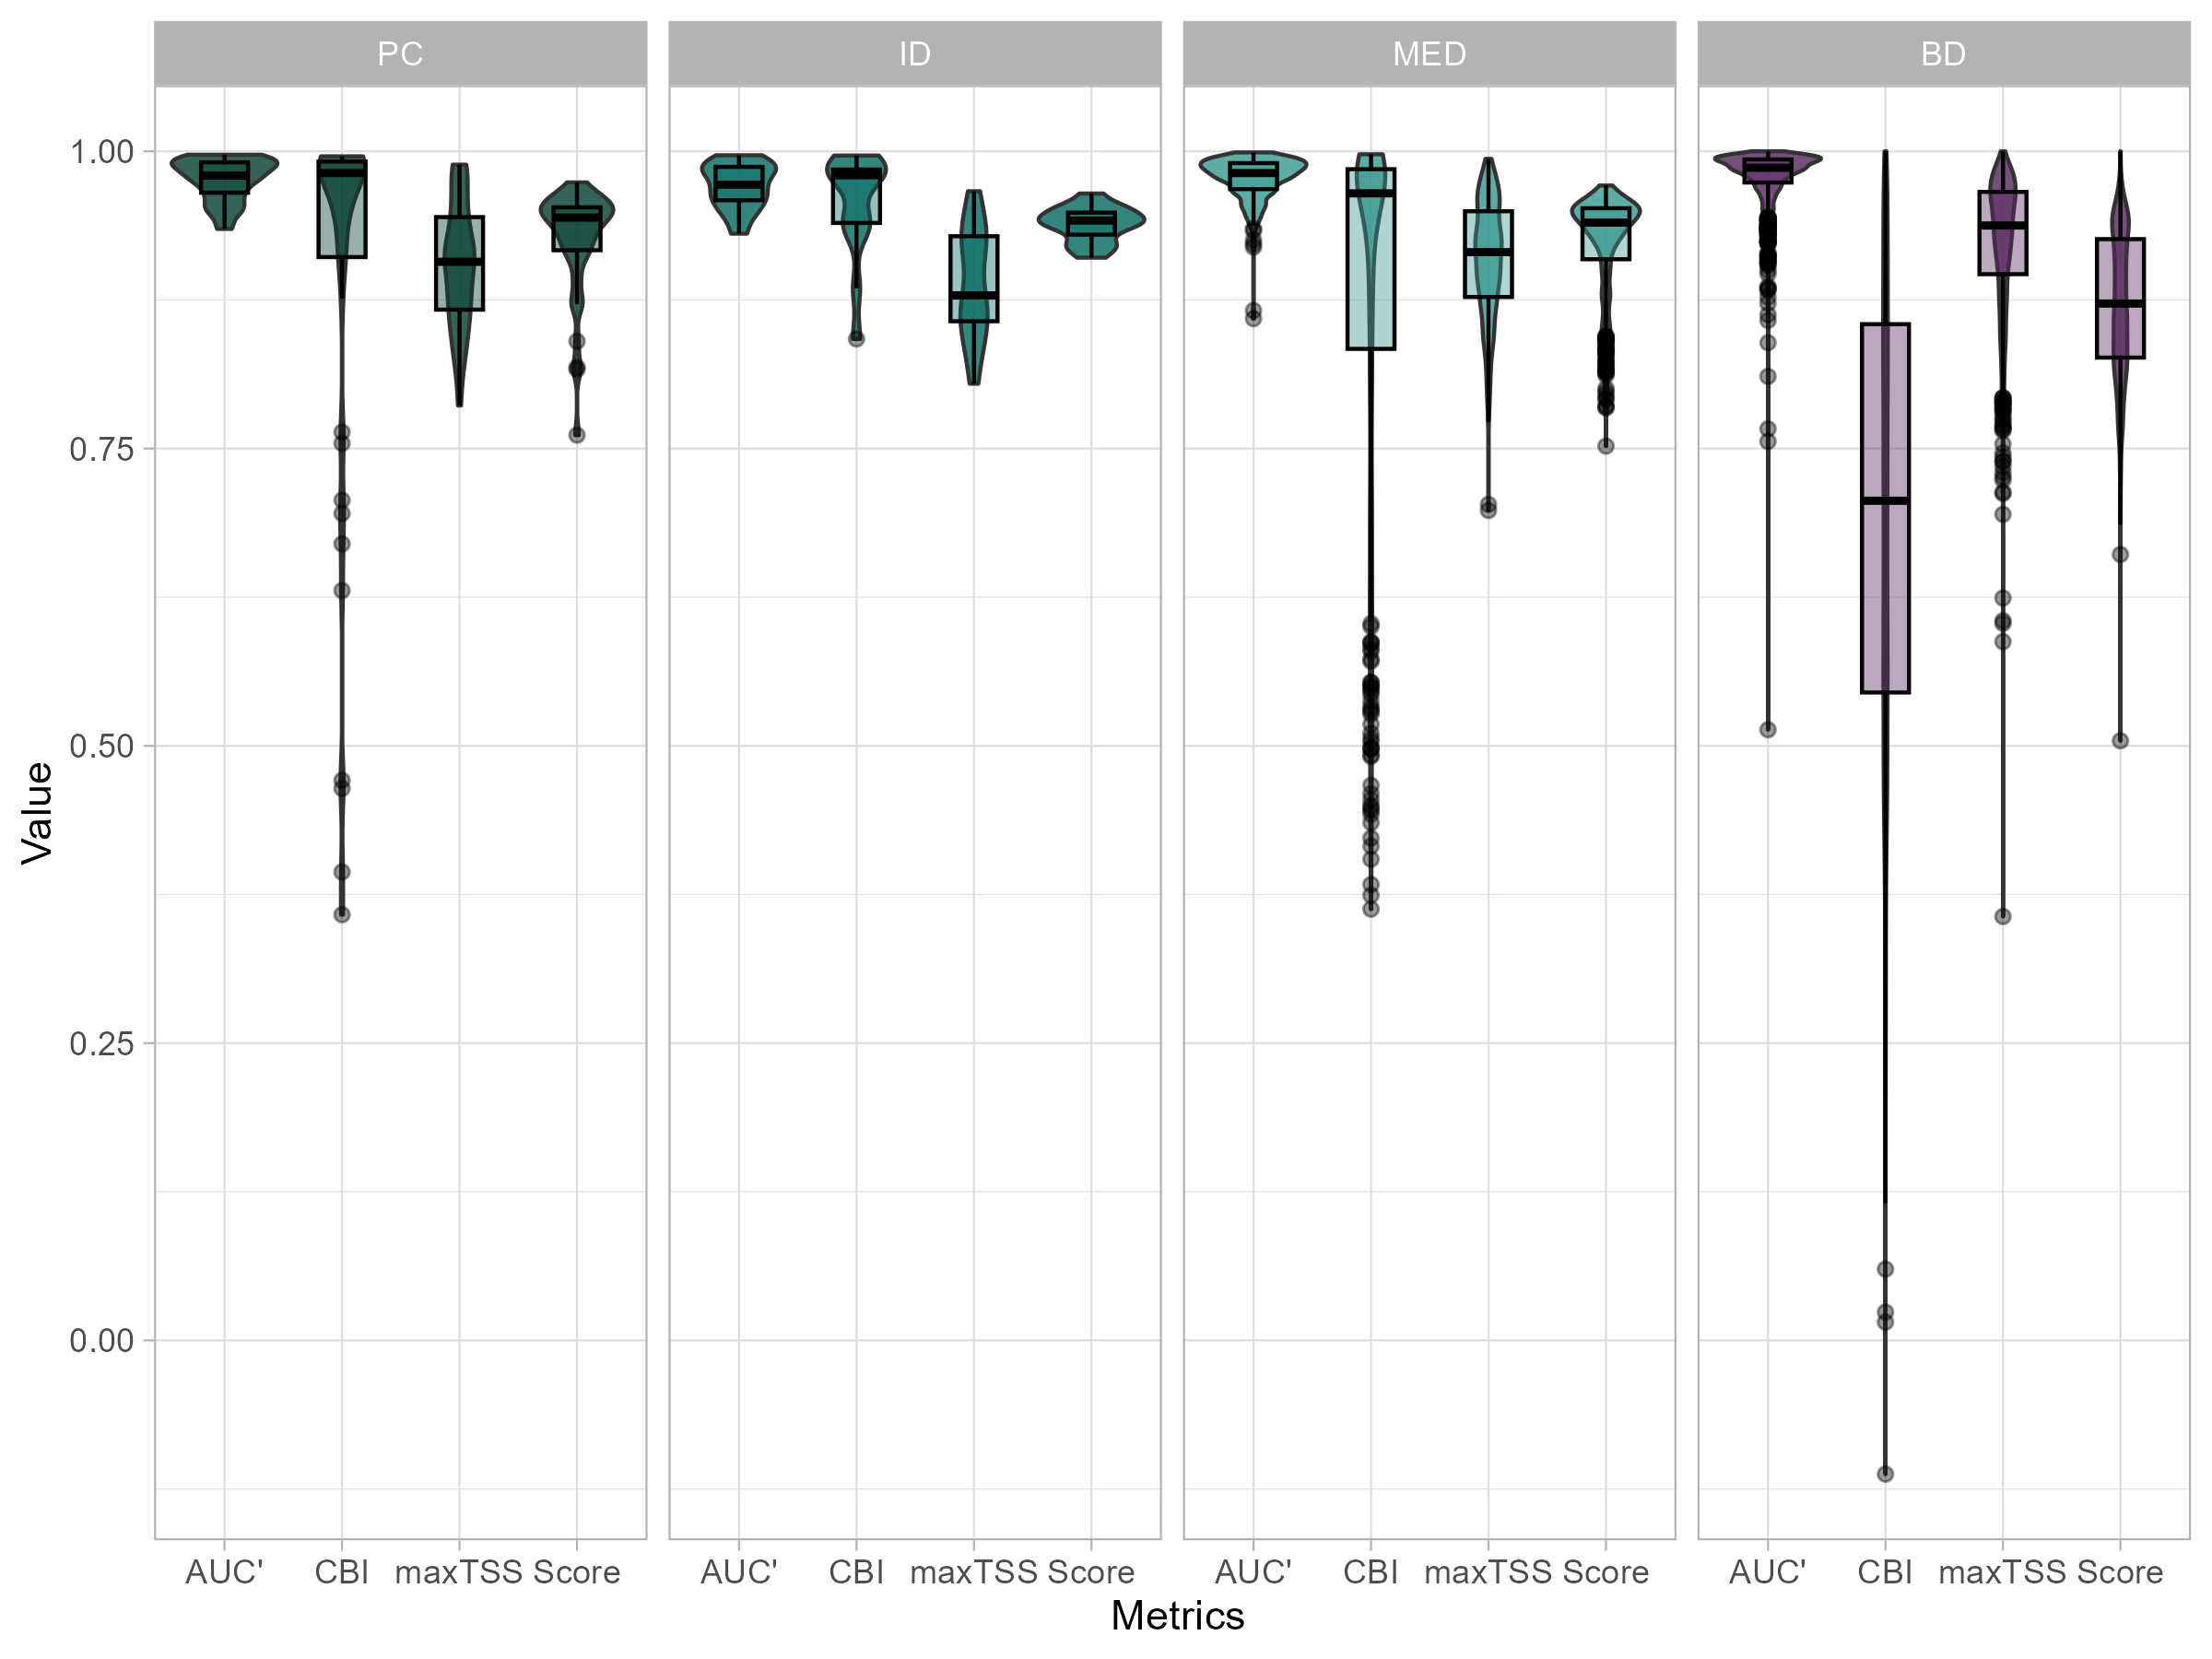 PC ID MED BD
1.00
0.75
0.50
0.25
0.00
Value
AUC' CBI maxTSS Score AUC' CBI maxTSS Score AUC' CBI maxTSS Score AUC' CBI maxTSS Score
Metrics